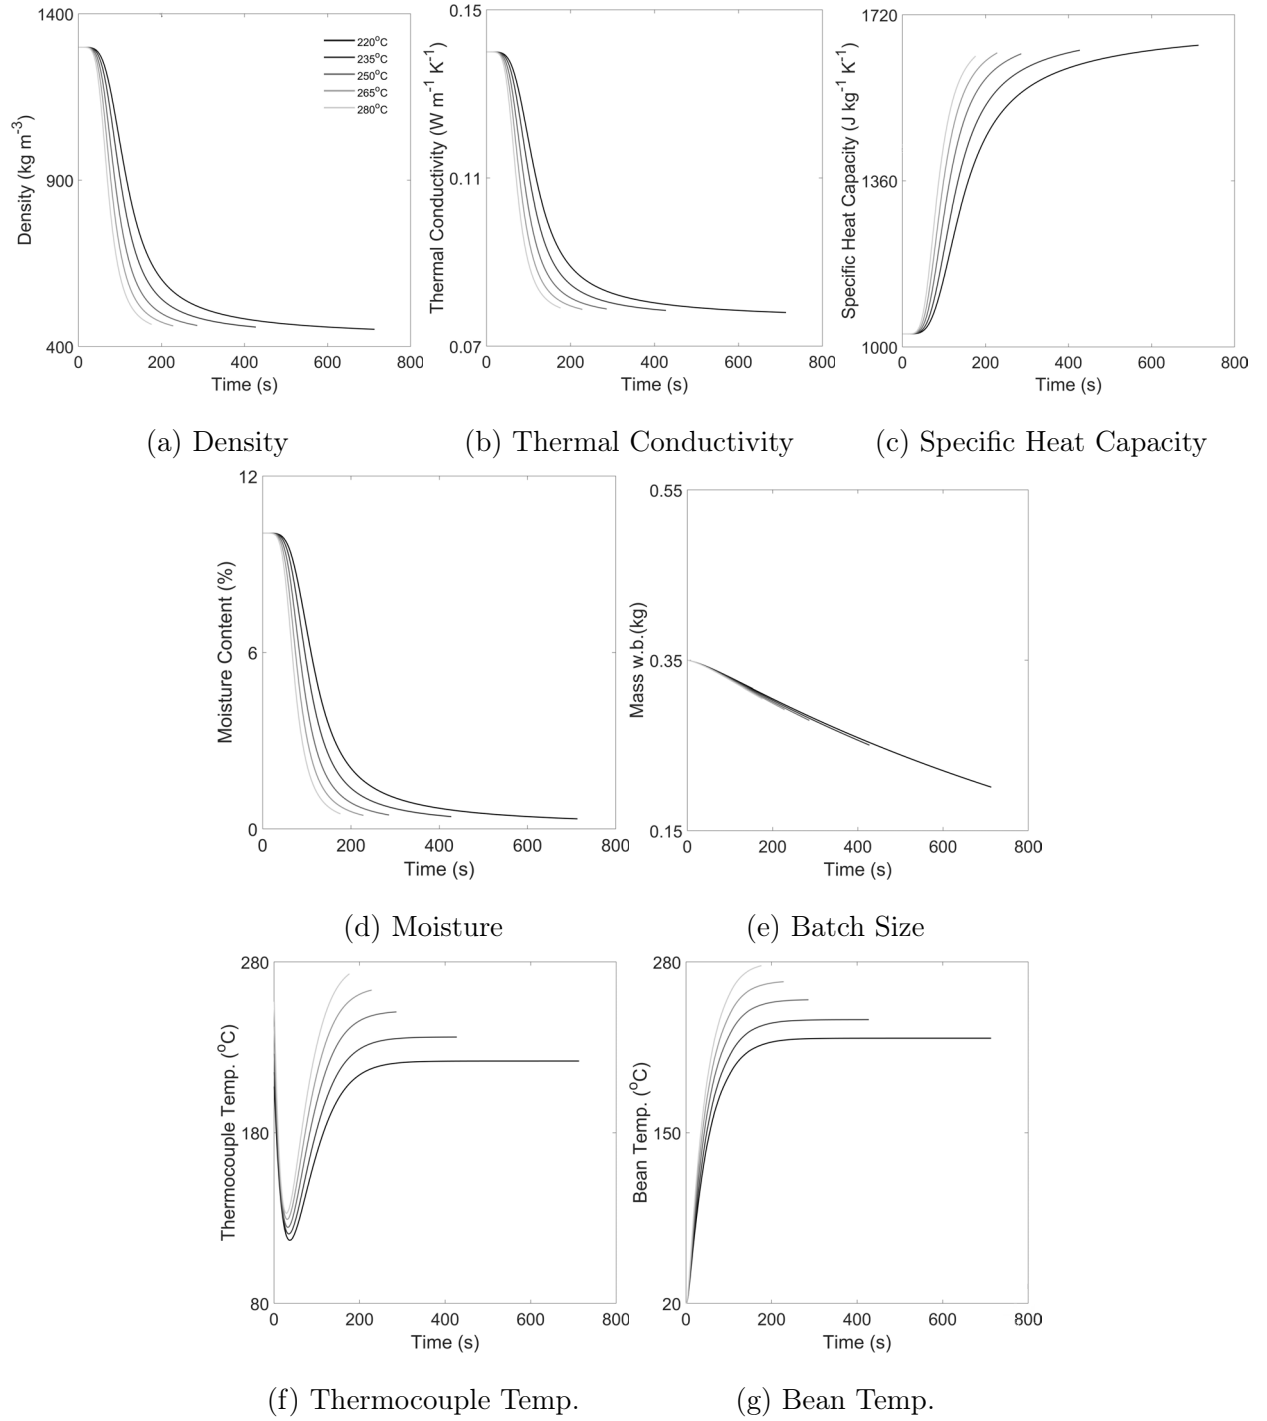 1400
900
400
0
200
400
600
800
Density (kg m⁻³)
Time (s)
220°C
235°C
250°C
265°C
280°C
(a) Density
0.15
0.11
0.07
0
200
400
600
800
Thermal Conductivity (W m⁻¹ K⁻¹)
Time (s)
(b) Thermal Conductivity
1720
1360
1000
0
200
400
600
800
Specific Heat Capacity (J kg⁻¹ K⁻¹)
Time (s)
(c) Specific Heat Capacity
12
6
0
0
200
400
600
800
Moisture Content (%)
Time (s)
(d) Moisture
0.55
0.35
0.15
0
200
400
600
800
Mass w.b.(kg)
Time (s)
(e) Batch Size
280
180
80
0
200
400
600
800
Thermocouple Temp. (°C)
Time (s)
(f) Thermocouple Temp.
280
150
20
0
200
400
600
800
Bean Temp. (°C)
Time (s)
(g) Bean Temp.